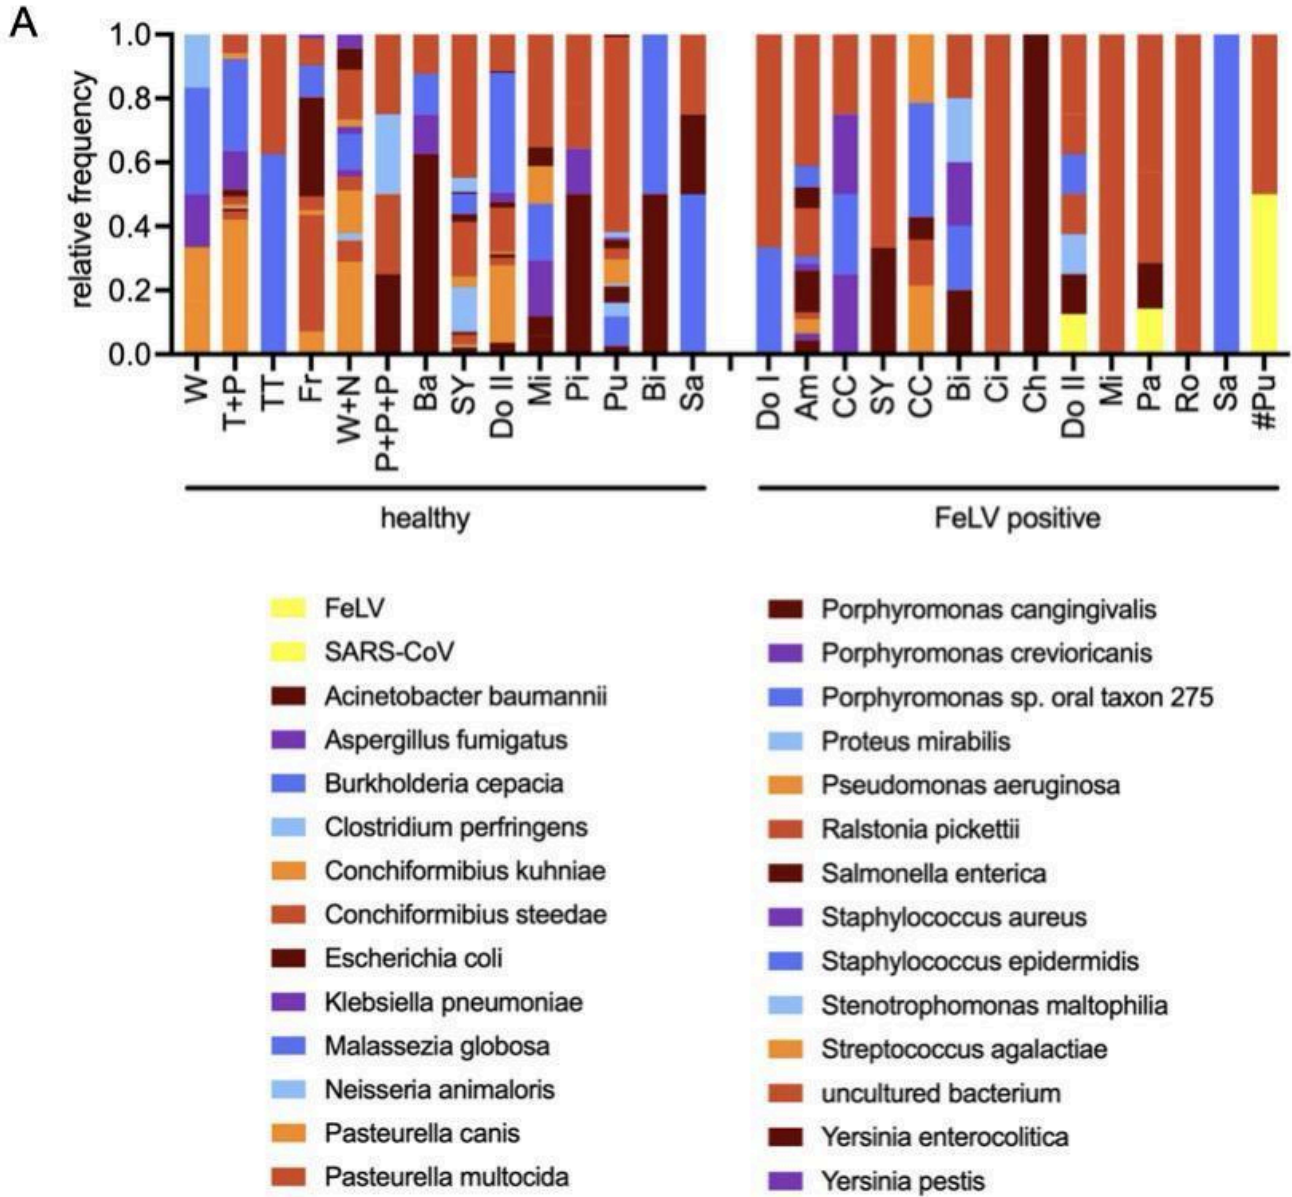 A
relative frequency
1.0
0.8
0.6
0.4
0.2
0.0
W
T+P
TT
Fr
W+N
P+P+P
Ba
SY
Do II
Mi
Pi
Pu
Bi
Sa
Do I
Am
CC
SY
CC
Bi
Ci
Ch
Do II
Mi
Pa
Ro
Sa
#Pu
healthy
FeLV positive
FeLV
SARS-CoV
Acinetobacter baumannii
Aspergillus fumigatus
Burkholderia cepacia
Clostridium perfringens
Conchiformibius kuhniae
Conchiformibius steedae
Escherichia coli
Klebsiella pneumoniae
Malassezia globosa
Neisseria animaloris
Pasteurella canis
Pasteurella multocida
Porphyromonas cangingivalis
Porphyromonas crevioricanis
Porphyromonas sp. oral taxon 275
Proteus mirabilis
Pseudomonas aeruginosa
Ralstonia pickettii
Salmonella enterica
Staphylococcus aureus
Staphylococcus epidermidis
Stenotrophomonas maltophilia
Streptococcus agalactiae
uncultured bacterium
Yersinia enterocolitica
Yersinia pestis